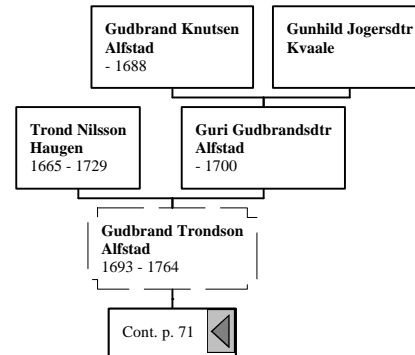 Gudbrand Knutsen
Alfstad
- 1688
Gunhild Jogersdtr
Kvaale
Trond Nilsson
Haugen
1665 - 1729
Guri Gudbrandsdtr
Alfstad
- 1700
Gudbrand Trondson
Alfstad
1693 - 1764
Cont. p. 71